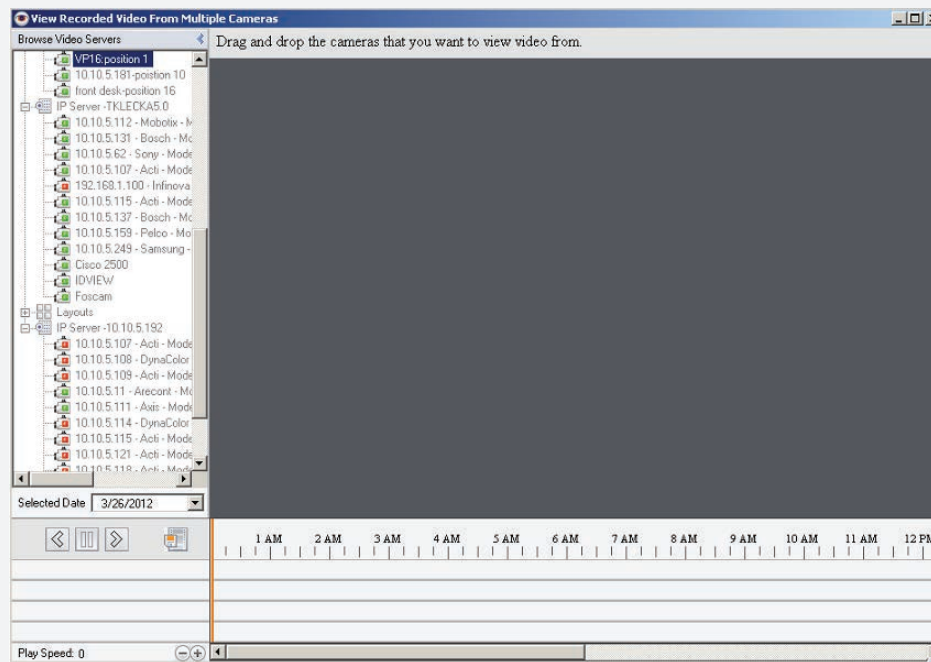 View Recorded Video From Multiple Cameras
Browse Video Servers
Drag and drop the cameras that you want to view video from.
VP16:position 1
10.10.5.181-poistion 10
front desk-position 16
IP Server -TKLECKA5.0
10.10.5.112 - Mobotix - M
10.10.5.131 - Bosch - Mo
10.10.5.62 - Sony - Mode
10.10.5.107 - Acti - Mode
192.168.1.100 - Infinova
10.10.5.115 - Acti - Mode
10.10.5.137 - Bosch - Mo
10.10.5.159 - Pelco - Mo
10.10.5.249 - Samsung -
Cisco 2500
IDVIEW
Foscam
Layouts
IP Server -10.10.5.192
10.10.5.107 - Acti - Mode
10.10.5.108 - DynaColor
10.10.5.109 - Acti - Mode
10.10.5.11 - Arecont - Mo
10.10.5.111 - Axis - Mode
10.10.5.114 - DynaColor
10.10.5.115 - Acti - Mode
10.10.5.121 - Acti - Mode
10.10.5.118 - Acti - Mode
Selected Date 3/26/2012
1 AM 2 AM 3 AM 4 AM 5 AM 6 AM 7 AM 8 AM 9 AM 10 AM 11 AM 12 PM
Play Speed: 0